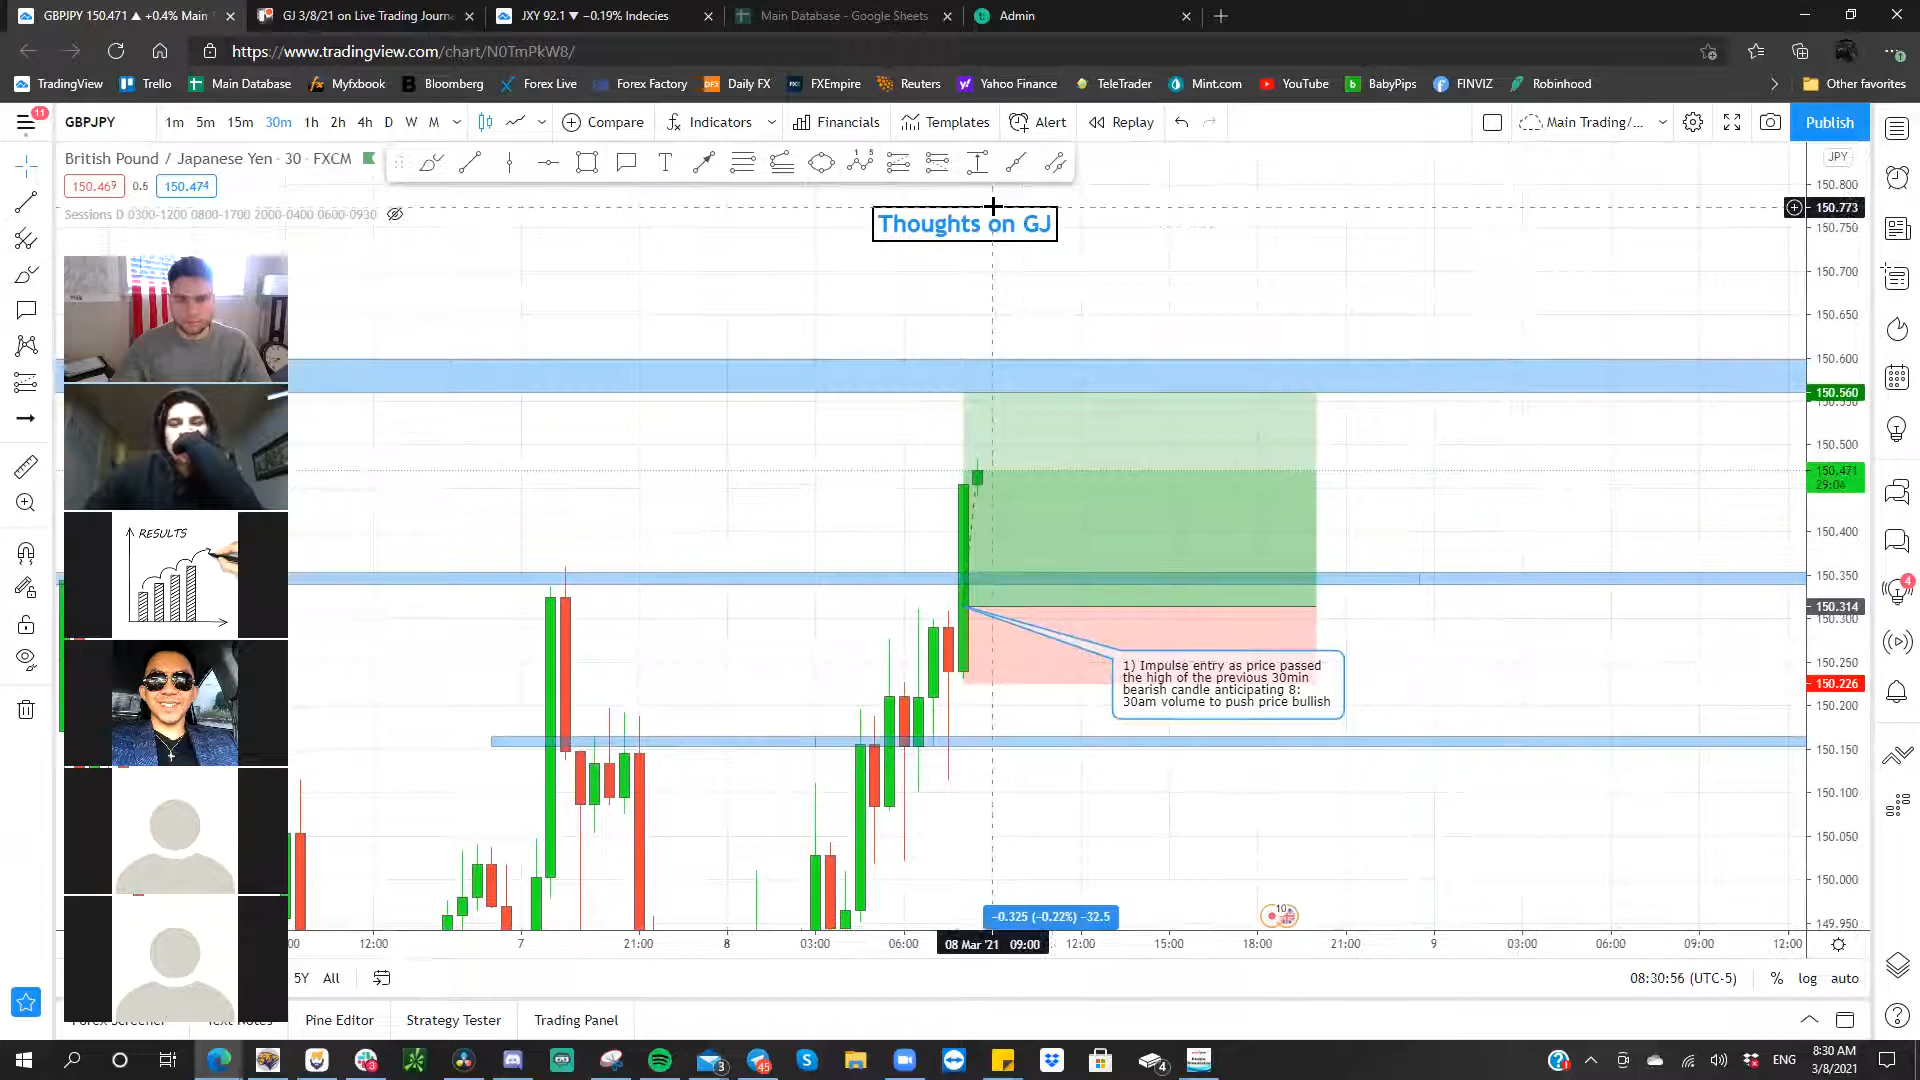 GBPJPY 150.471 ▲ +0.4% Main
GJ 3/8/21 on Live Trading Journ
JXY 92.1 ▼ −0.19% Indecies
Main Database - Google Sheets
Admin
https://www.tradingview.com/chart/N0TmPkW8/
TradingView
Trello
Main Database
Myfxbook
Bloomberg
Forex Live
Forex Factory
Daily FX
FXEmpire
Reuters
Yahoo Finance
TeleTrader
Mint.com
YouTube
BabyPips
FINVIZ
Robinhood
Other favorites
11
GBPJPY
1m 5m 15m 30m 1h 2h 4h D W M
Compare
Indicators
Financials
Templates
Alert
Replay
Main Trading/...
Publish
British Pound / Japanese Yen · 30 · FXCM
JPY
150.469 0.5 150.474
Sessions D 0300-1200 0800-1700 2000-0400 0600-0930
Thoughts on GJ
150.800
150.773
150.750
150.700
150.650
150.600
150.560
150.500
150.471
29:04
150.400
150.350
150.314
150.300
150.250
150.226
150.200
150.150
150.100
150.050
150.000
149.950
RESULTS
1) Impulse entry as price passed
the high of the previous 30min
bearish candle anticipating 8:
30am volume to push price bullish
4
−0.325 (−0.22%) −32.5
10
12:00 7 21:00 8 03:00 06:00 08 Mar '21 09:00 12:00 15:00 18:00 21:00 9 03:00 06:00 09:00 12:00
5Y All
08:30:56 (UTC-5) % log auto
Pine Editor
Strategy Tester
Trading Panel
3
45
4
ENG
8:30 AM
3/8/2021